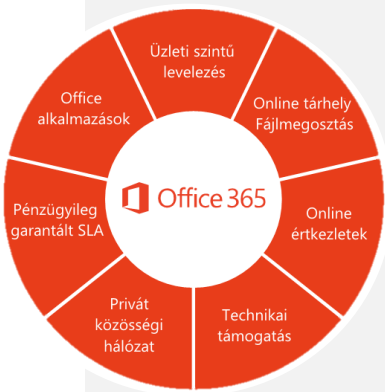 Üzleti szintű
levelezés
Online tárhely
Fájlmegosztás
Online
értkezletek
Technikai
támogatás
Privát
közösségi
hálózat
Pénzügyileg
garantált SLA
Office
alkalmazások
Office 365